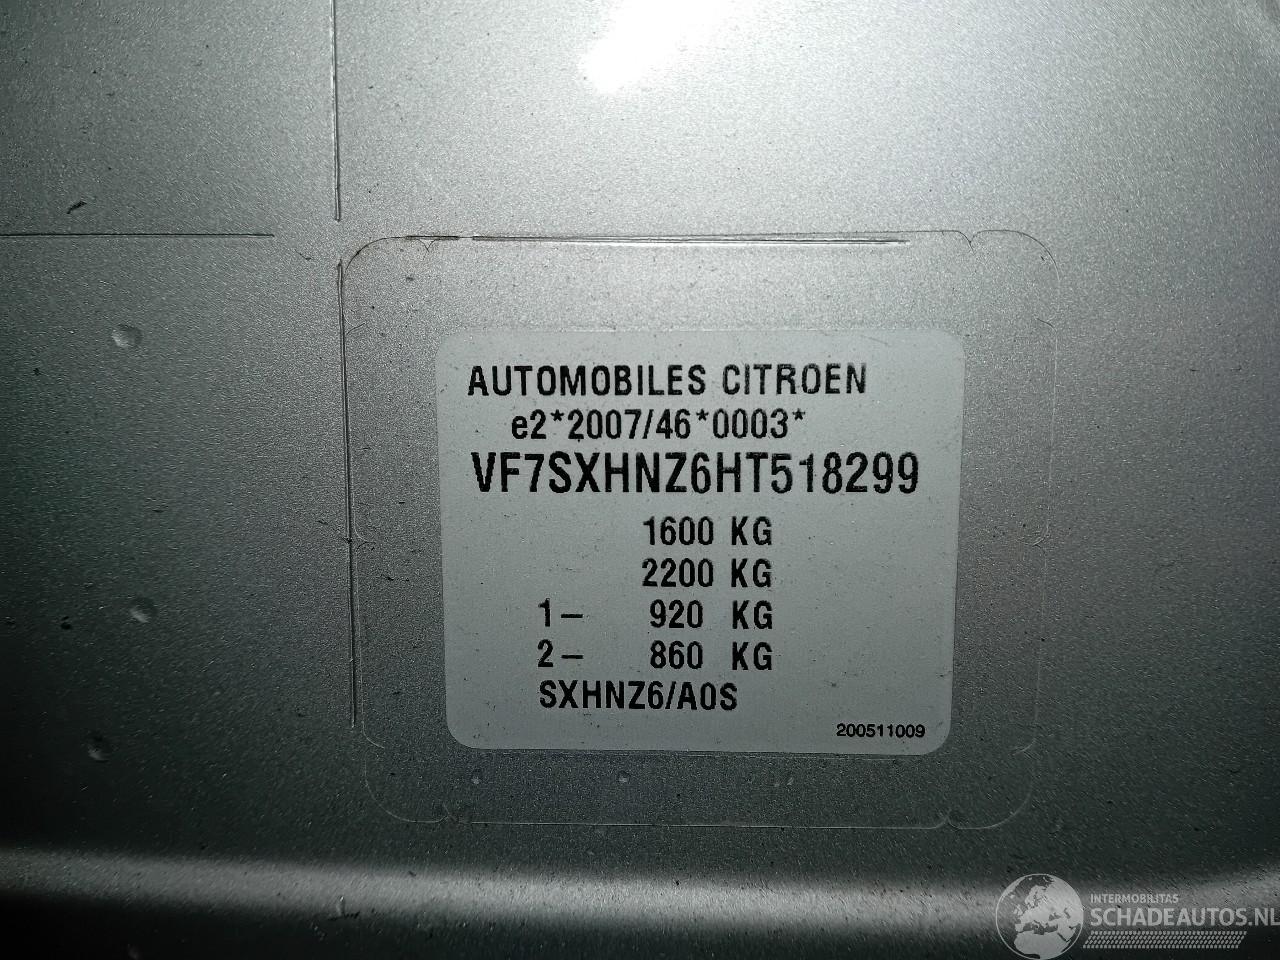 AUTOMOBILES CITROEN
e2*2007/46*0003*
VF7SXHNZ6HT518299
1600 KG
2200 KG
1– 920 KG
2– 860 KG
SXHNZ6/A0S
200511009
INTERMOBILITAS
SCHADEAUTOS.NL